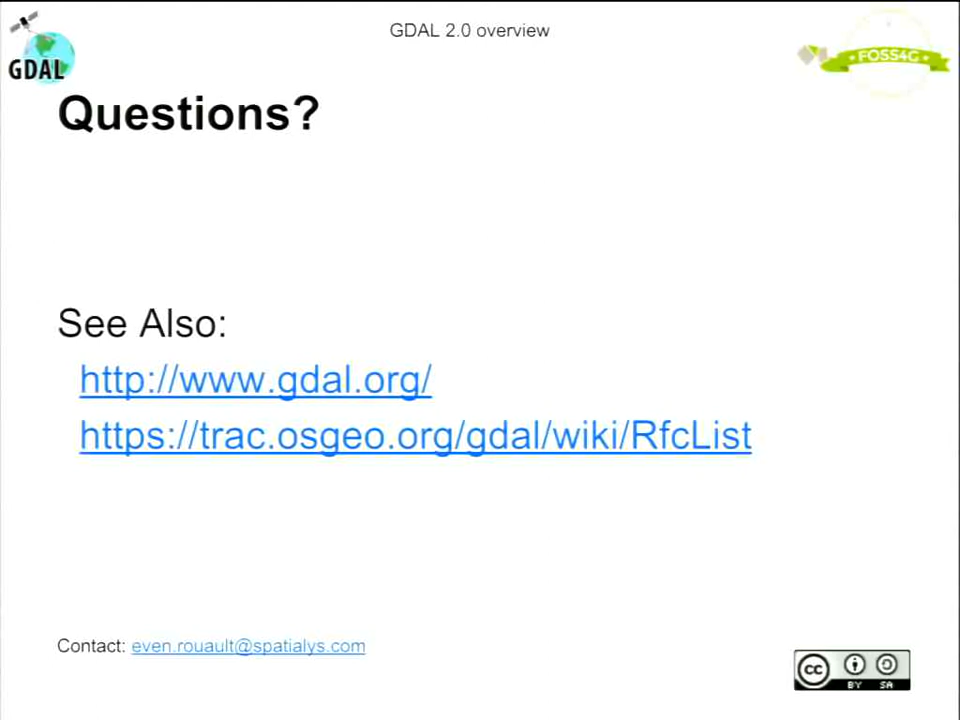 GDAL 2.0 overview
GDAL
FOSS4G
Questions?
See Also:
http://www.gdal.org/
https://trac.osgeo.org/gdal/wiki/RfcList
Contact: even.rouault@spatialys.com
cc
BY SA